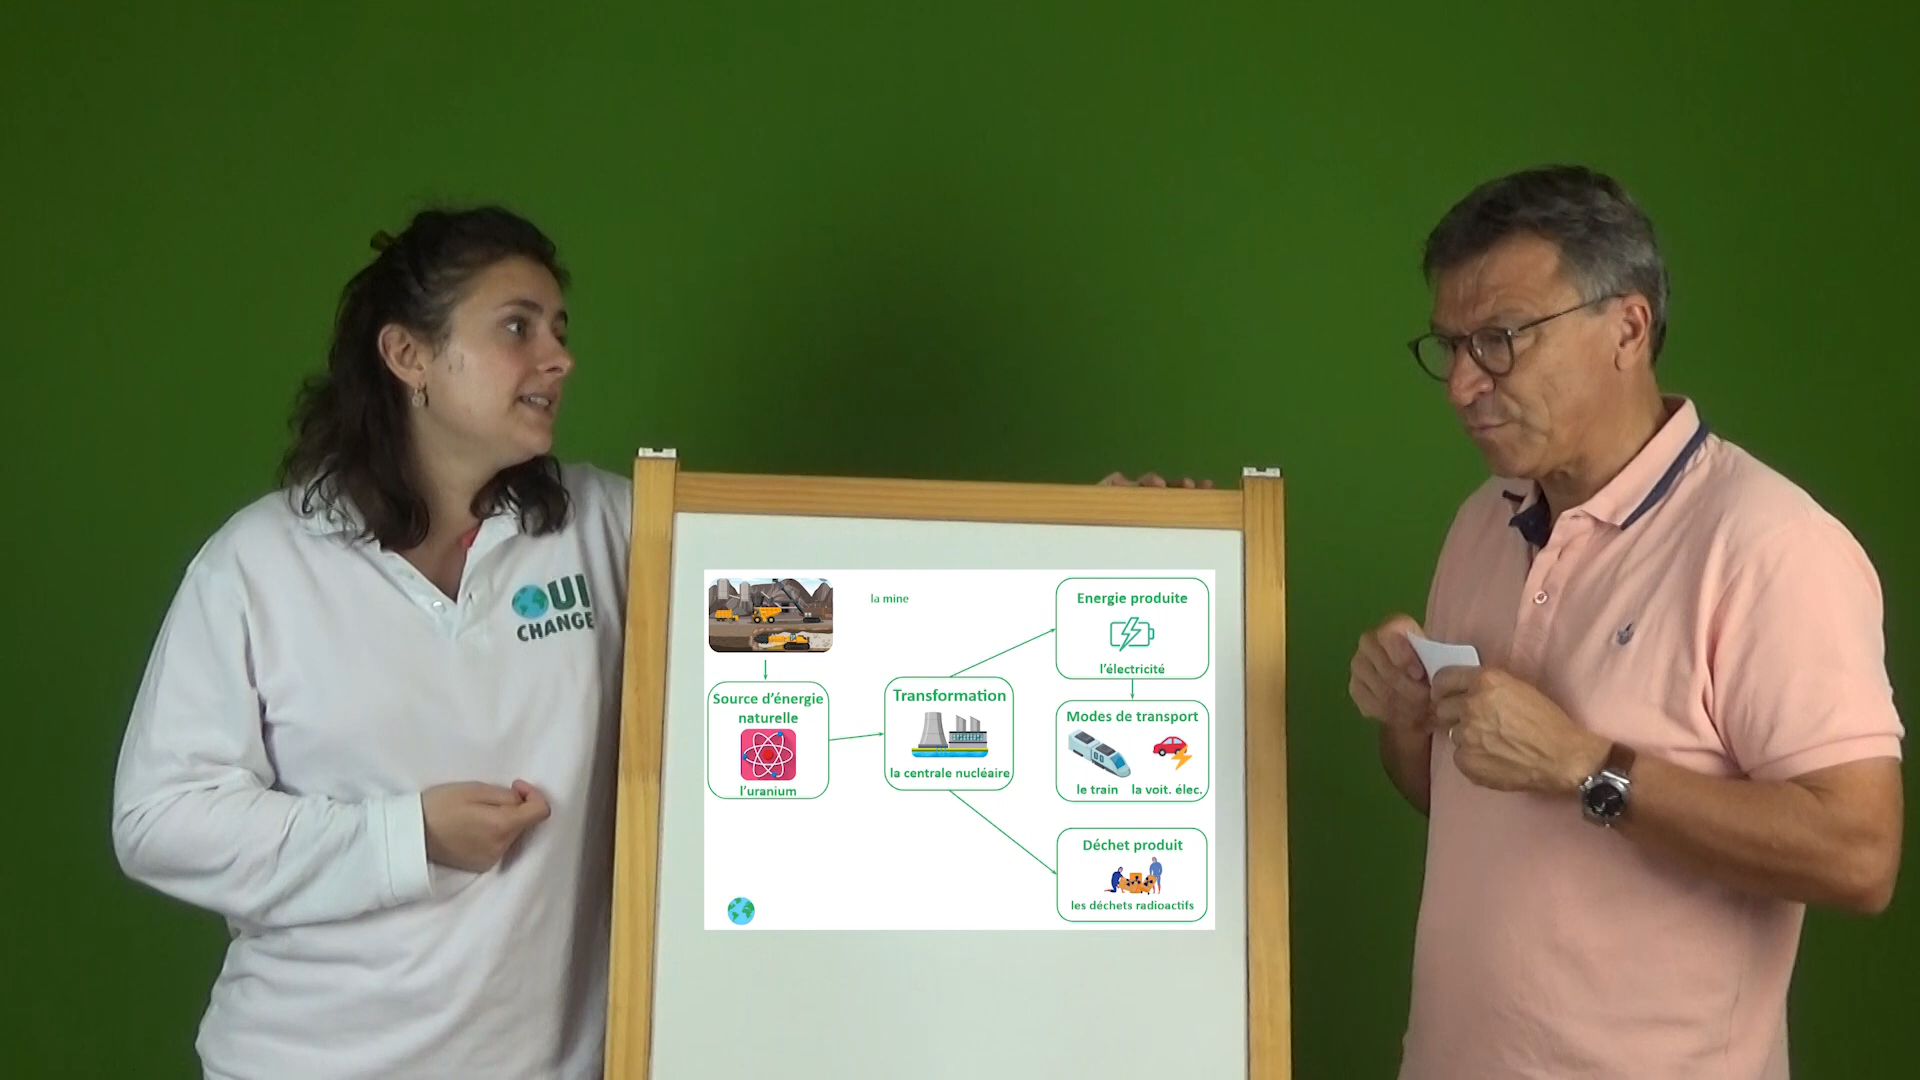 OUI
CHANGE
la mine
Source d'énergie
naturelle
l'uranium
Transformation
la centrale nucléaire
Energie produite
l'électricité
Modes de transport
le train la voit. élec.
Déchet produit
les déchets radioactifs